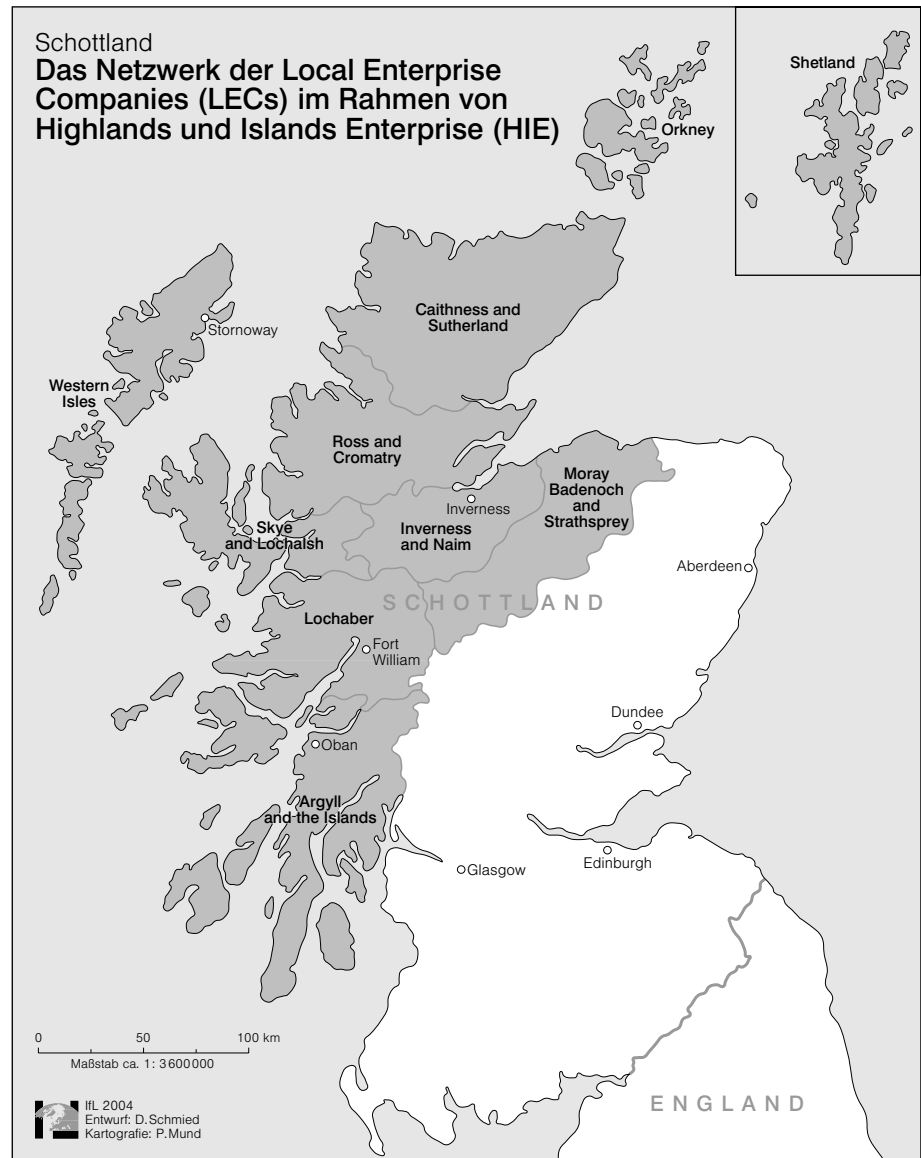 Schottland
Das Netzwerk der Local Enterprise
Companies (LECs) im Rahmen von
Highlands und Islands Enterprise (HIE)
Shetland
Orkney
Caithness and
Sutherland
Stornoway
Western
Isles
Ross and
Cromatry
Moray
Badenoch
and
Strathsprey
Inverness
Skye
and Lochalsh
Inverness
and Naim
Aberdeen
SCHOTTLAND
Lochaber
Fort
William
Dundee
Oban
Argyll
and the Islands
Edinburgh
Glasgow
0 50 100 km
Maßstab ca. 1: 3600000
ENGLAND
IfL 2004
Entwurf: D. Schmied
Kartografie: P. Mund